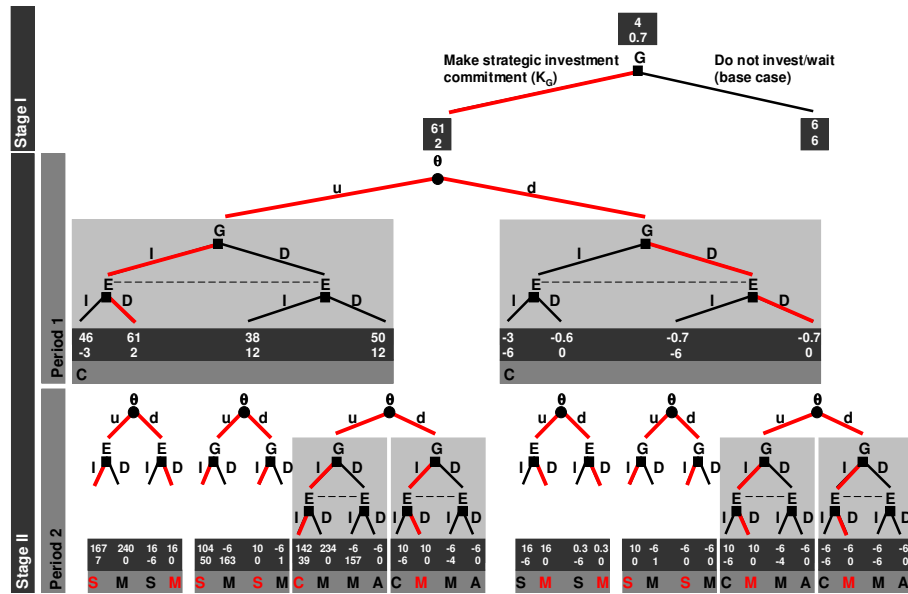 4
0.7
G
Make strategic investment
commitment (K_G)
Do not invest/wait
(base case)
Stage I
61
2
6
6
θ
u d
G G
I D I D
E E E E
I D I D I D I D
46 61 38 50 -3 -0.6 -0.7 -0.7
-3 2 12 12 -6 0 -6 0
C C
Period 1
Stage II
θ θ θ θ θ θ
u d u d u d u d u d u d
E E G G G G E E G G G G
I D I D I D I D I D I D I D I D I D I D I D I D
E E E E E E E E
I D I D I D I D
167 240 16 16 104 -6 10 -6 142 234 -6 -6 10 10 -6 -6 16 16 0.3 0.3 10 -6 -6 -6 10 10 -6 -6 -6 -6 -6 -6
7 0 -6 0 50 163 0 1 39 0 157 0 -6 0 -4 0 -6 0 -6 0 0 1 0 0 -6 0 -4 0 -6 0 0 0
S M S M S M S M C M M A C M M A S M S M S M S M C M M A C M M A
Period 2